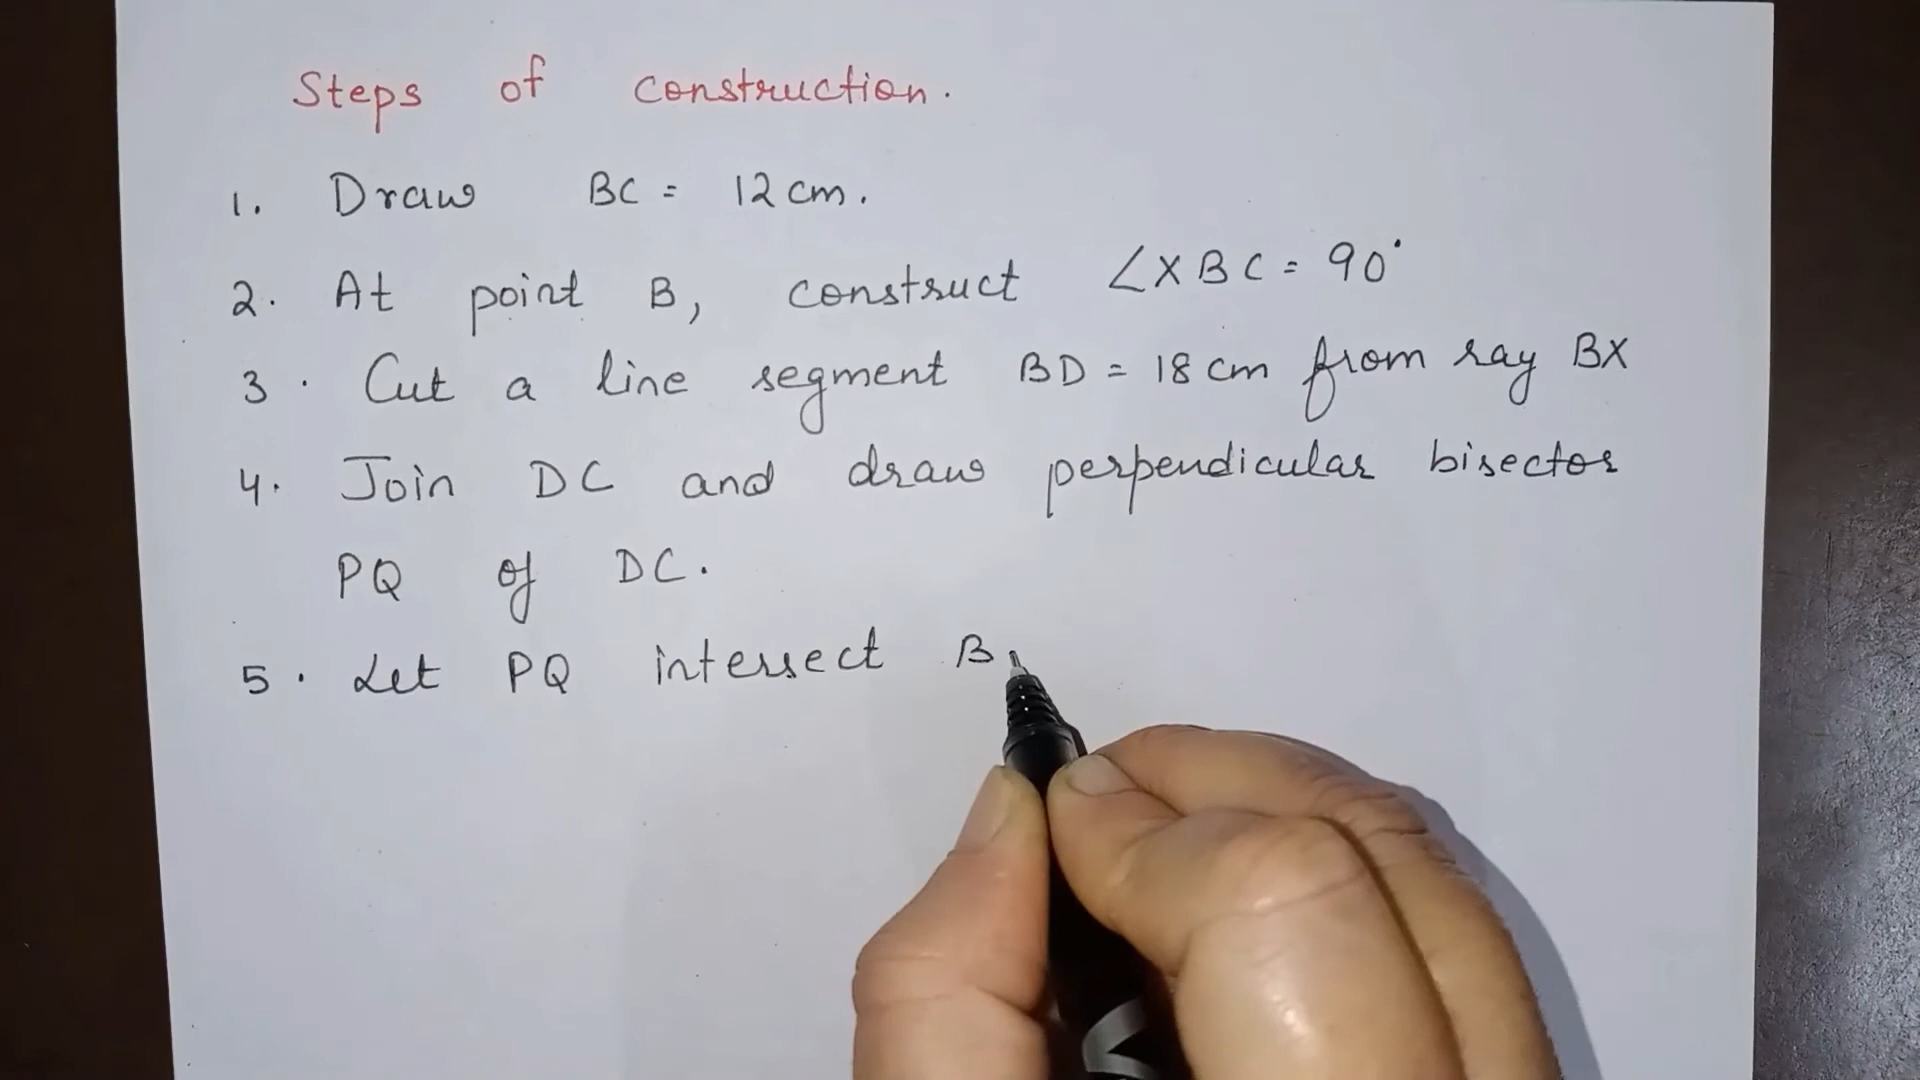 Steps of construction.
1. Draw BC = 12 cm.
2. At point B, construct ∠XBC = 90°
3. Cut a line segment BD = 18 cm from ray BX
4. Join DC and draw perpendicular bisector
PQ of DC.
5. Let PQ intersect B